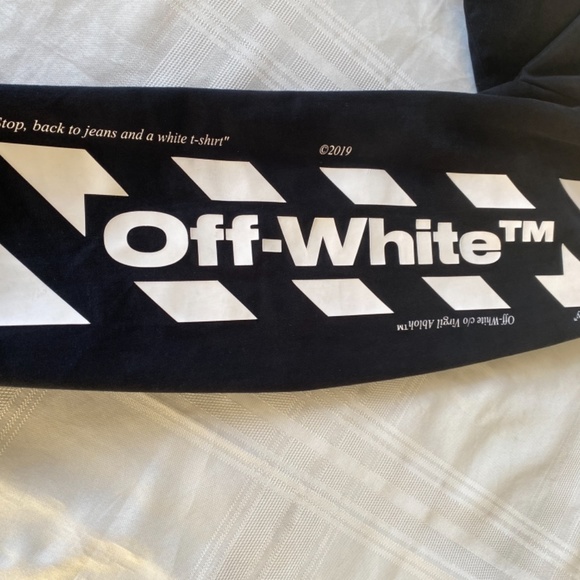 Stop, back to jeans and a white t-shirt"
©2019
Off-White™
Off-White c/o Virgil Abloh™